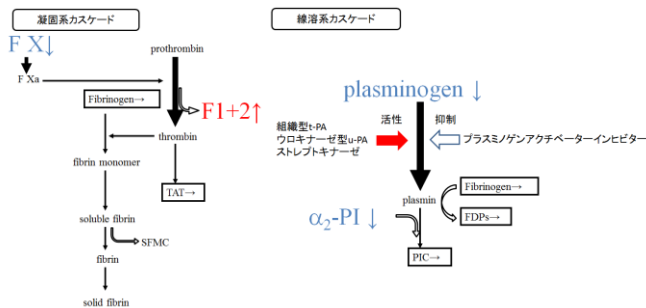 凝固系カスケード
F X↓
F Xa
prothrombin
Fibrinogen→
F1+2↑
thrombin
fibrin monomer
TAT→
soluble fibrin
SFMC
fibrin
solid fibrin
線溶系カスケード
plasminogen ↓
活性
抑制
組織型t-PA
ウロキナーゼ型u-PA
ストレプトキナーゼ
プラスミノゲンアクチベーターインヒビター
plasmin
Fibrinogen→
FDPs→
α₂-PI ↓
PIC→